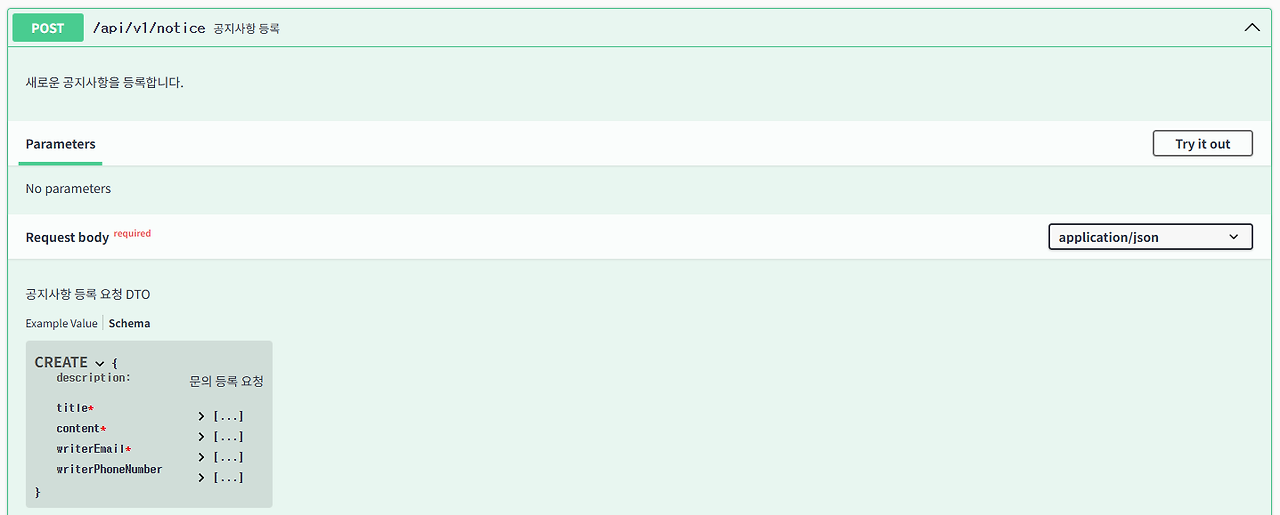 POST /api/v1/notice 공지사항 등록
새로운 공지사항을 등록합니다.
Parameters Try it out
No parameters
Request body required application/json
공지사항 등록 요청 DTO
Example Value Schema
CREATE {
description: 문의 등록 요청
title* [...]
content* [...]
writerEmail* [...]
writerPhoneNumber [...]
}